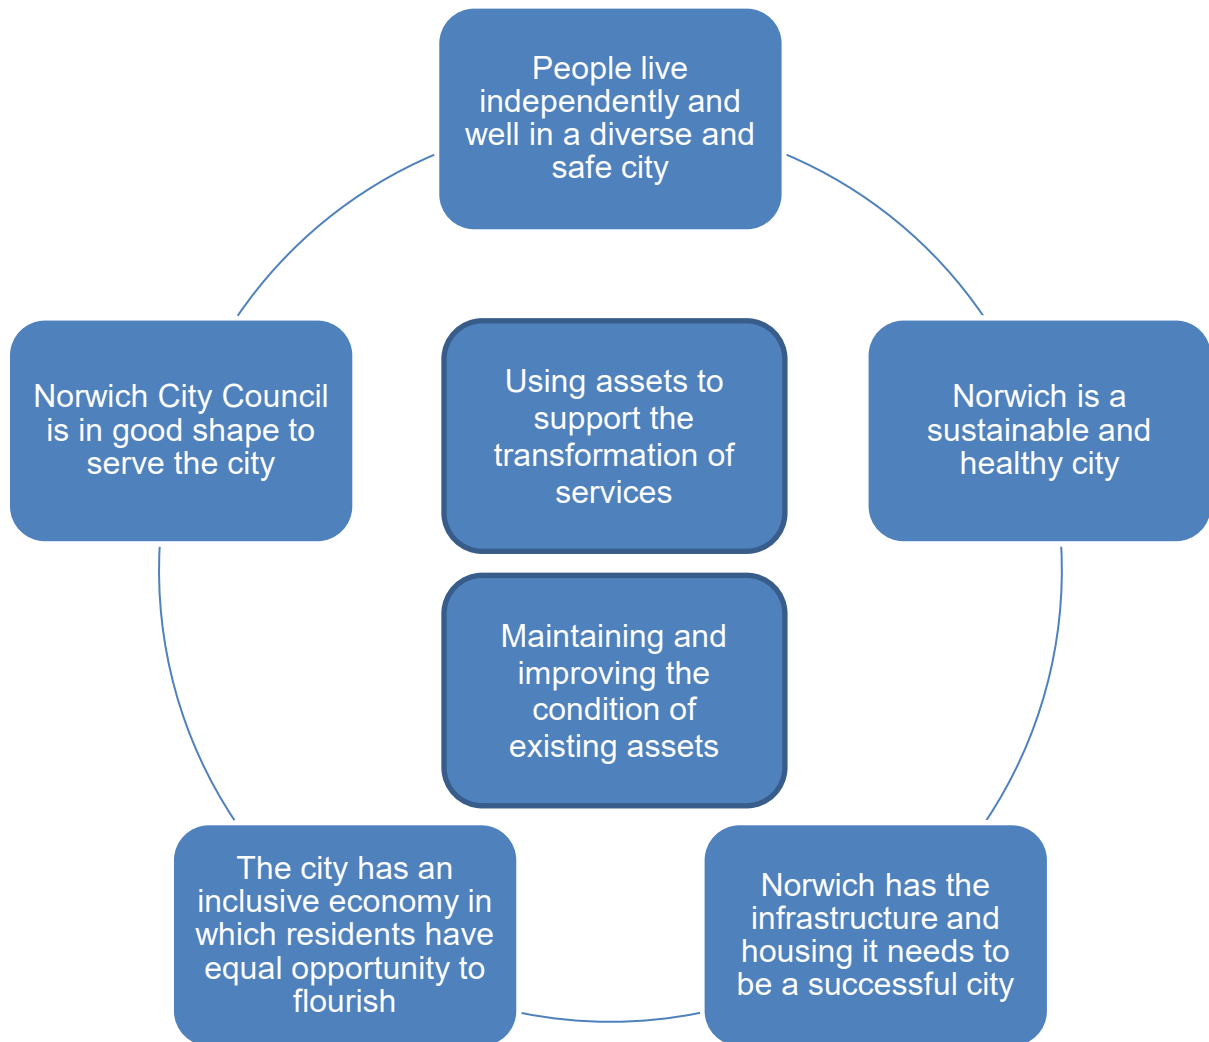 People live
independently and
well in a diverse and
safe city
Norwich City Council
is in good shape to
serve the city
Using assets to
support the
transformation of
services
Norwich is a
sustainable and
healthy city
Maintaining and
improving the
condition of
existing assets
The city has an
inclusive economy in
which residents have
equal opportunity to
flourish
Norwich has the
infrastructure and
housing it needs to
be a successful city